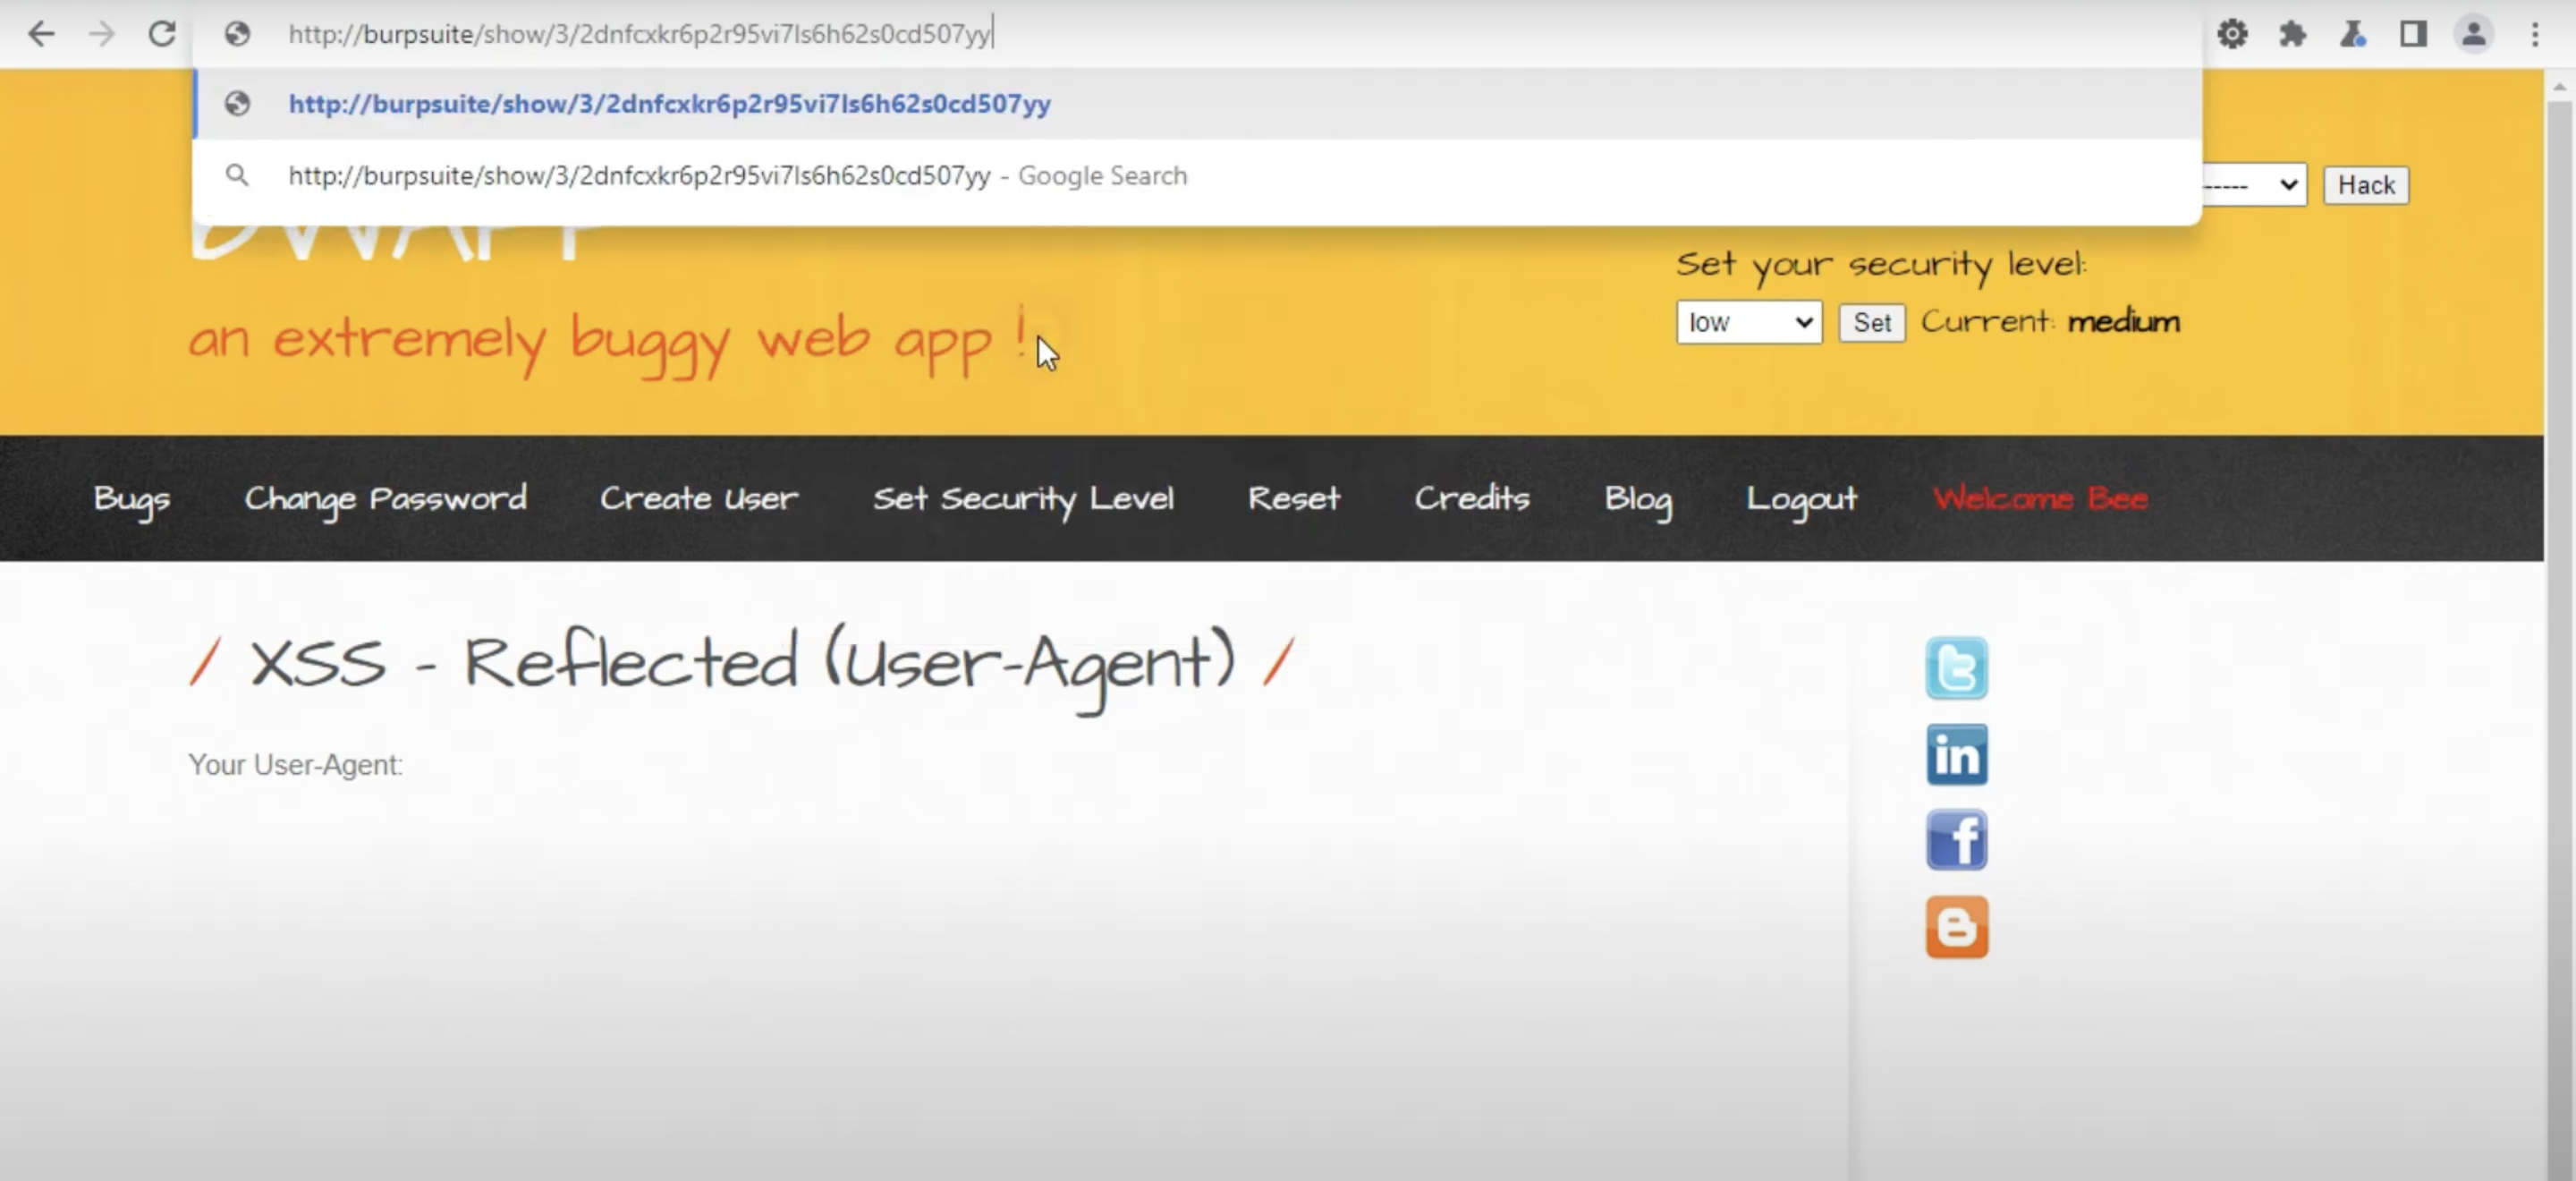 http://burpsuite/show/3/2dnfcxkr6p2r95vi7ls6h62s0cd507yy
http://burpsuite/show/3/2dnfcxkr6p2r95vi7ls6h62s0cd507yy
http://burpsuite/show/3/2dnfcxkr6p2r95vi7ls6h62s0cd507yy - Google Search
------ Hack
Set your security level:
low Set Current: medium
an extremely buggy web app !
Bugs Change Password Create User Set Security Level Reset Credits Blog Logout Welcome Bee
/ XSS - Reflected (User-Agent) /
Your User-Agent: